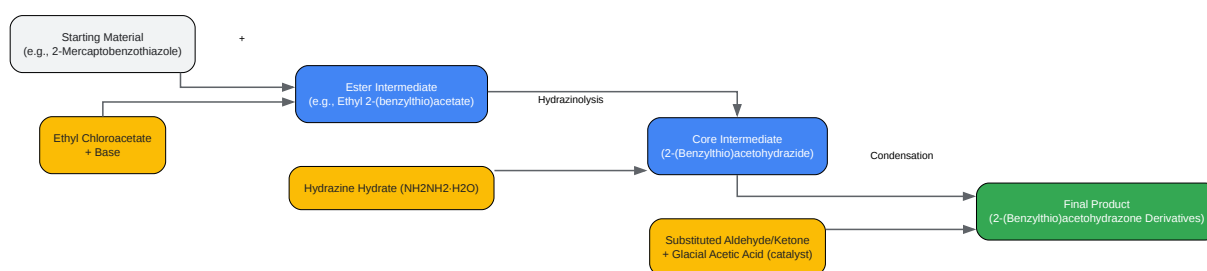 Starting Material
(e.g., 2-Mercaptobenzothiazole)
+
Ester Intermediate
(e.g., Ethyl 2-(benzylthio)acetate)
Hydrazinolysis
Ethyl Chloroacetate
+ Base
Core Intermediate
(2-(Benzylthio)acetohydrazide)
Condensation
Hydrazine Hydrate (NH2NH2·H2O)
Final Product
(2-(Benzylthio)acetohydrazone Derivatives)
Substituted Aldehyde/Ketone
+ Glacial Acetic Acid (catalyst)